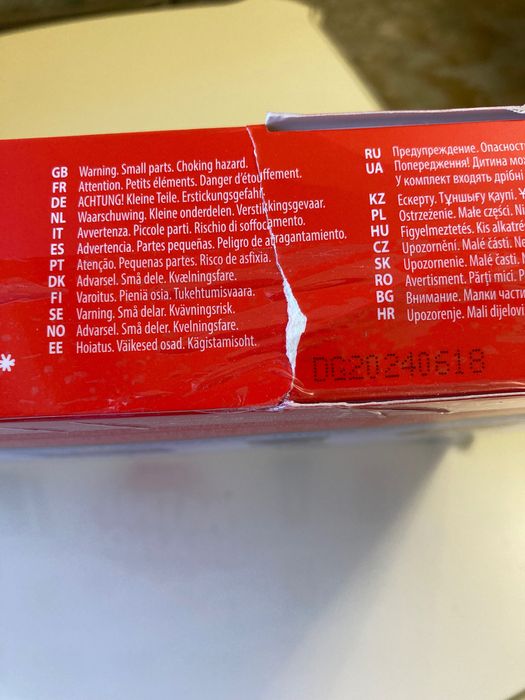 GB Warning. Small parts. Choking hazard.
FR Attention. Petits éléments. Danger d'étouffement.
DE ACHTUNG! Kleine Teile. Erstickungsgefahr.
NL Waarschuwing. Kleine onderdelen. Verstikkingsgevaar.
IT Avvertenza. Piccole parti. Rischio di soffocamento.
ES Advertencia. Partes pequeñas. Peligro de atragantamiento.
PT Atenção. Pequenas partes. Risco de asfixia.
DK Advarsel. Små dele. Kvælningsfare.
FI Varoitus. Pieniä osia. Tukehtumisvaara.
SE Varning. Små delar. Kvävningsrisk.
NO Advarsel. Små deler. Kvelningsfare.
EE Hoiatus. Väikesed osad. Kägistamisoht.
RU Предупреждение. Опасность
UA Попередження! Дитина
У комплект входять дрібні
KZ Ескерту. Тұншығу қаупі.
PL Ostrzeżenie. Małe części.
HU Figyelmeztetés. Kis alkatré
CZ Upozornění. Malé části.
SK Upozornenie. Malé časti.
RO Avertisment. Părți mici.
BG Внимание. Малки части
HR Upozorenje. Mali dijelovi
DG20240618